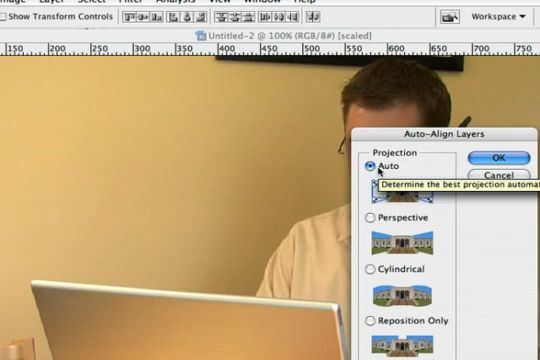 mage Layer Select Filter Analysis View Window Help
Show Transform Controls
Workspace
Untitled-2 @ 100% (RGB/8#) [scaled]
150 200 250 300 350 400 450 500 550 600 650 700 750
Auto-Align Layers
Projection
OK
Auto
Cancel
Determine the best projection automat
Perspective
Cylindrical
Reposition Only